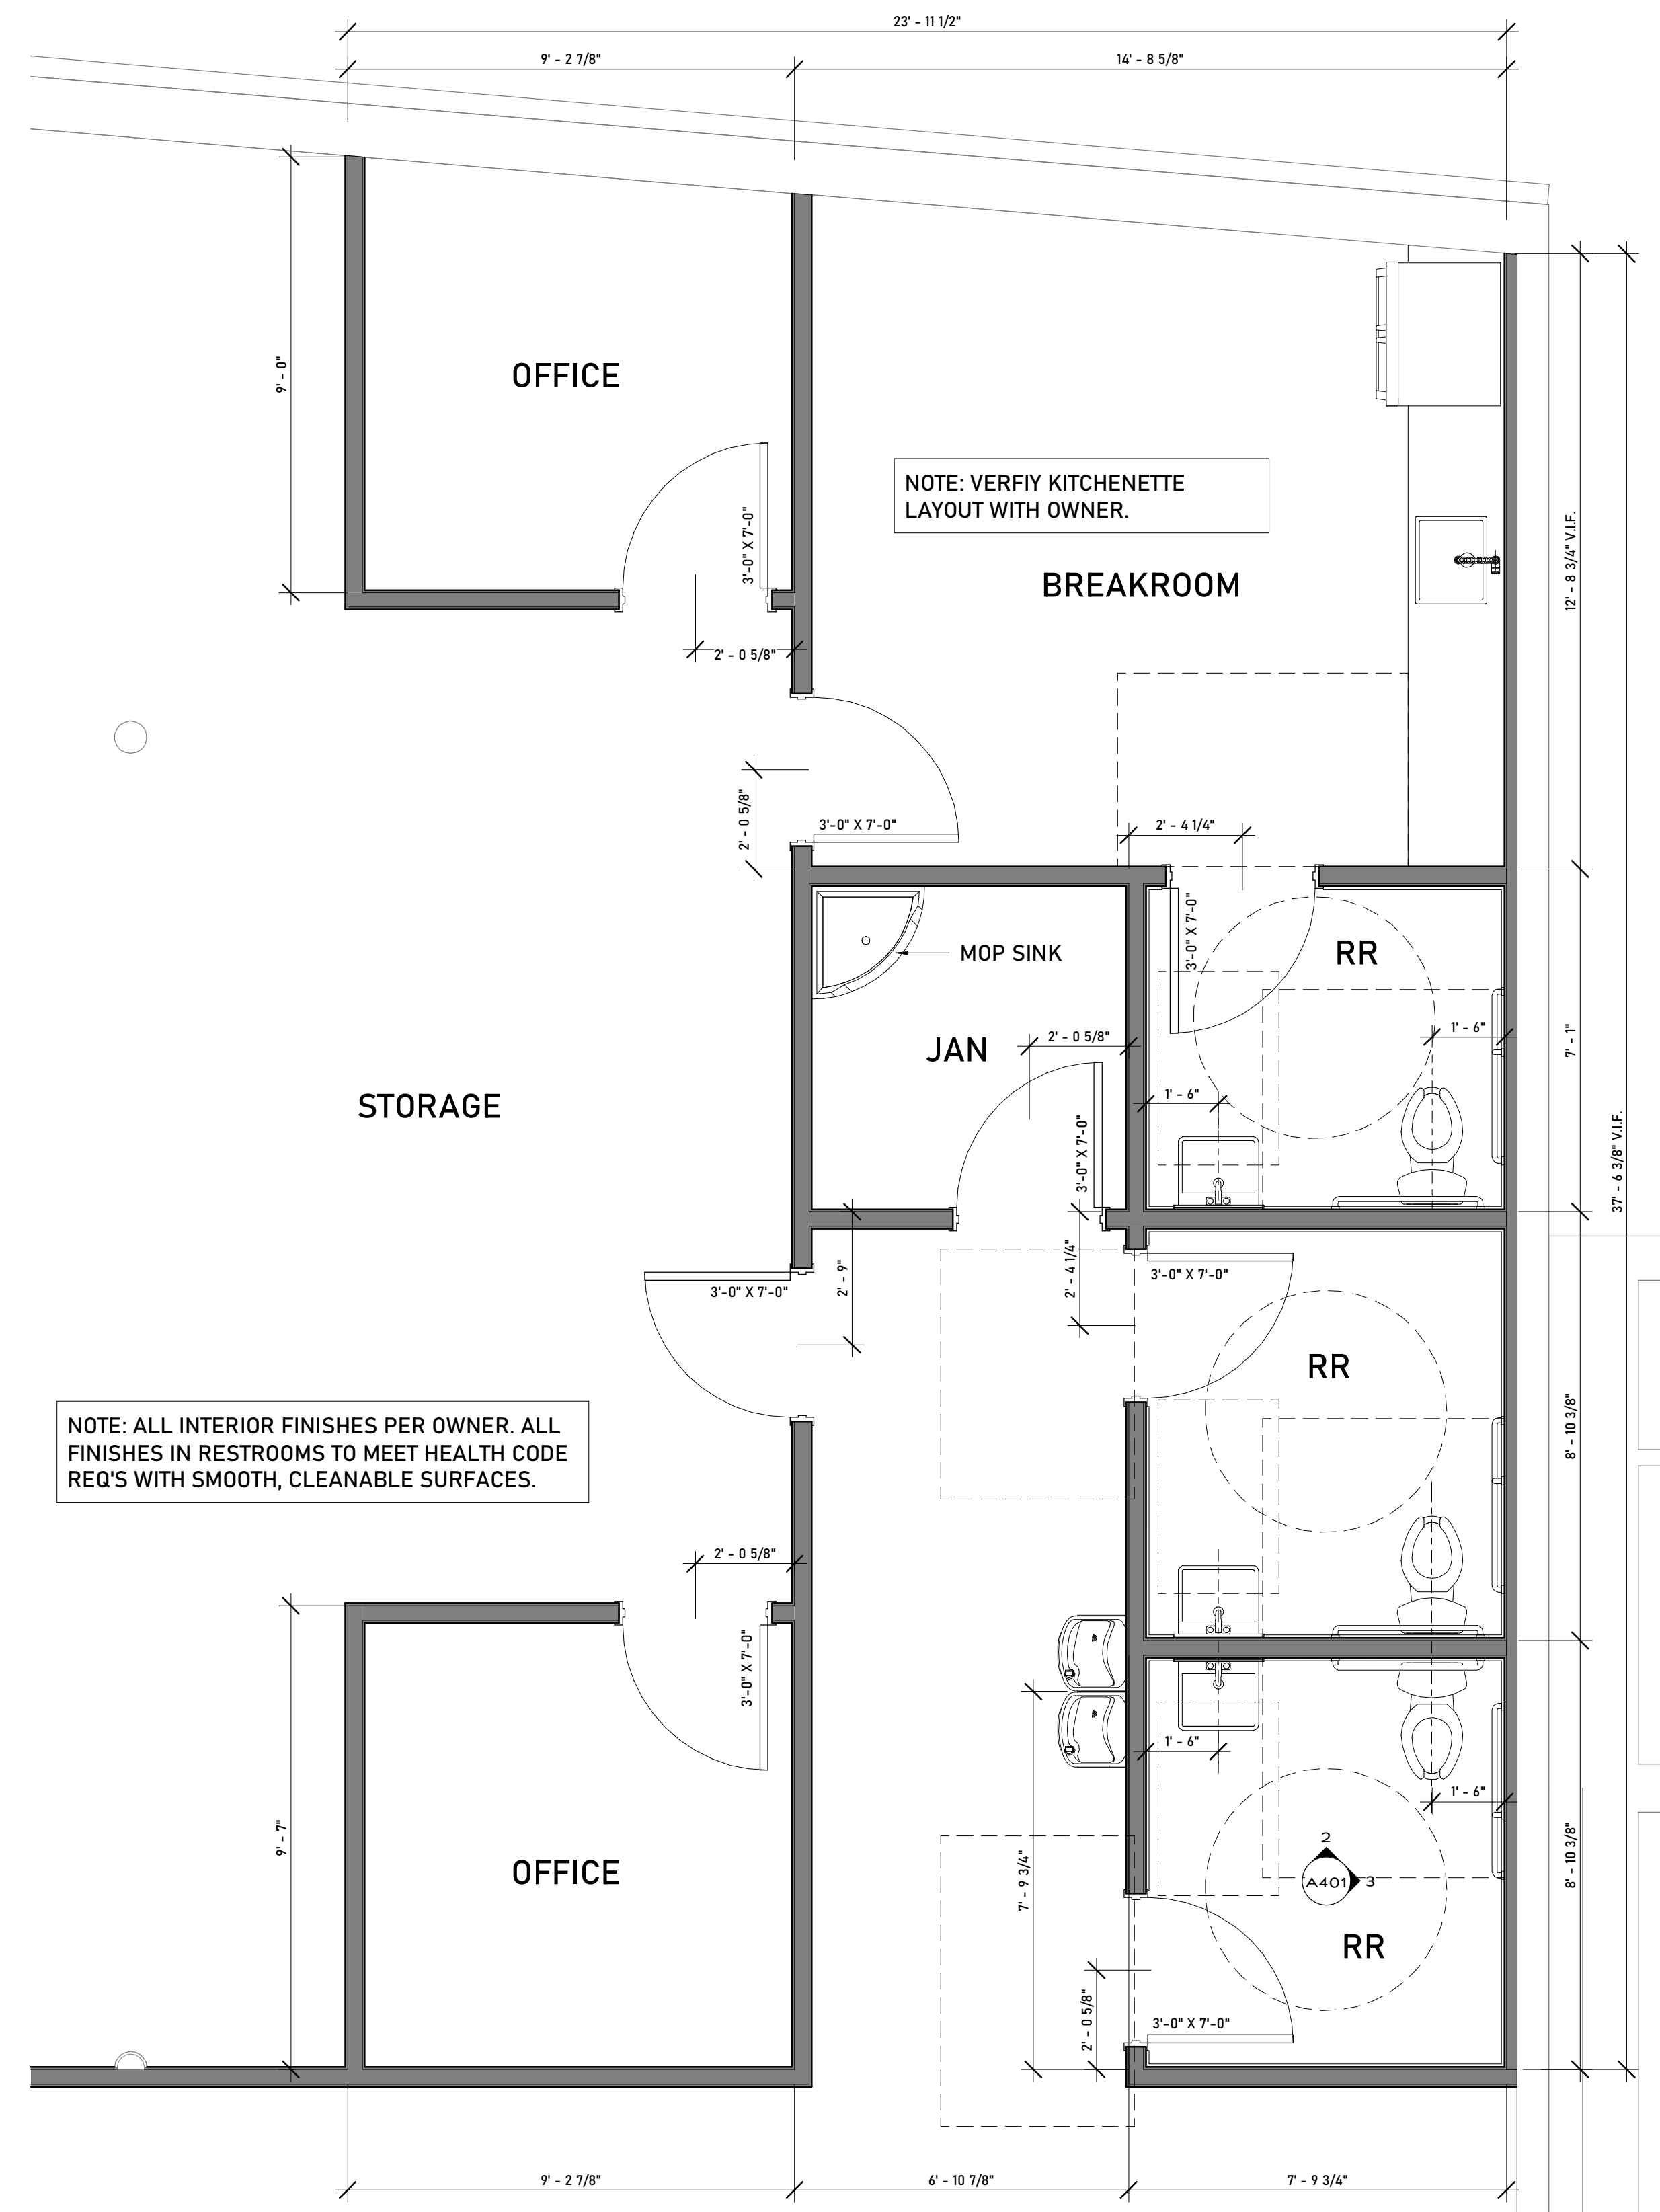 23' - 11 1/2"
9' - 2 7/8"
14' - 8 5/8"
9' - 0"
OFFICE
3'-0" X 7'-0"
2' - 0 5/8"
NOTE: VERFIY KITCHENETTE
LAYOUT WITH OWNER.
BREAKROOM
12' - 8 3/4" V.I.F.
2' - 0 5/8"
3'-0" X 7'-0"
2' - 4 1/4"
3'-0" X 7'-0"
RR
MOP SINK
JAN
2' - 0 5/8"
1' - 6"
1' - 6"
7' - 1"
STORAGE
3'-0" X 7'-0"
37' - 6 3/8" V.I.F.
3'-0" X 7'-0"
2' - 9"
2' - 4 1/4"
3'-0" X 7'-0"
RR
NOTE: ALL INTERIOR FINISHES PER OWNER. ALL
FINISHES IN RESTROOMS TO MEET HEALTH CODE
REQ'S WITH SMOOTH, CLEANABLE SURFACES.
8' - 10 3/8"
2' - 0 5/8"
3'-0" X 7'-0"
9' - 7"
OFFICE
1' - 6"
1' - 6"
7' - 9 3/4"
2
A401
3
RR
8' - 10 3/8"
2' - 0 5/8"
3'-0" X 7'-0"
9' - 2 7/8"
6' - 10 7/8"
7' - 9 3/4"